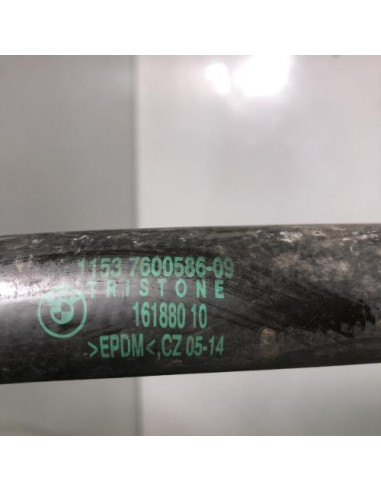 1153 7600586-09
TRISTONE
161880 10
>EPDM<,CZ 05-14